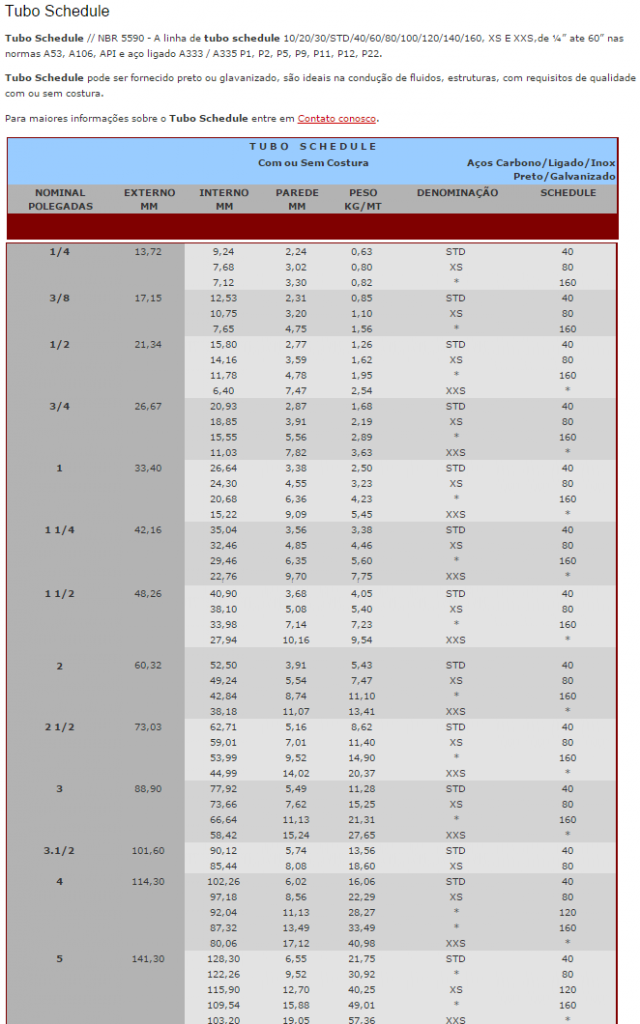 Tubo Schedule
Tubo Schedule // NBR 5590 - A linha de tubo schedule 10/20/30/STD/40/60/80/100/120/140/160, XS E XXS,de ¼" ate 60" nas
normas A53, A106, API e aço ligado A333 / A335 P1, P2, P5, P9, P11, P12, P22.
Tubo Schedule pode ser fornecido preto ou glavanizado, são ideais na condução de fluidos, estruturas, com requisitos de qualidade
com ou sem costura.
Para maiores informações sobre o Tubo Schedule entre em Contato conosco.
TUBO SCHEDULE
Com ou Sem Costura Aços Carbono/Ligado/Inox
Preto/Galvanizado
NOMINAL EXTERNO INTERNO PAREDE PESO DENOMINAÇÃO SCHEDULE
POLEGADAS MM MM MM KG/MT
1/4 13,72 9,24 2,24 0,63 STD 40
7,68 3,02 0,80 XS 80
7,12 3,30 0,82 * 160
3/8 17,15 12,53 2,31 0,85 STD 40
10,75 3,20 1,10 XS 80
7,65 4,75 1,56 * 160
1/2 21,34 15,80 2,77 1,26 STD 40
14,16 3,59 1,62 XS 80
11,78 4,78 1,95 * 160
6,40 7,47 2,54 XXS *
3/4 26,67 20,93 2,87 1,68 STD 40
18,85 3,91 2,19 XS 80
15,55 5,56 2,89 * 160
11,03 7,82 3,63 XXS *
1 33,40 26,64 3,38 2,50 STD 40
24,30 4,55 3,23 XS 80
20,68 6,36 4,23 * 160
15,22 9,09 5,45 XXS *
1 1/4 42,16 35,04 3,56 3,38 STD 40
32,46 4,85 4,46 XS 80
29,46 6,35 5,60 * 160
22,76 9,70 7,75 XXS *
1 1/2 48,26 40,90 3,68 4,05 STD 40
38,10 5,08 5,40 XS 80
33,98 7,14 7,23 * 160
27,94 10,16 9,54 XXS *
2 60,32 52,50 3,91 5,43 STD 40
49,24 5,54 7,47 XS 80
42,84 8,74 11,10 * 160
38,18 11,07 13,41 XXS *
2 1/2 73,03 62,71 5,16 8,62 STD 40
59,01 7,01 11,40 XS 80
53,99 9,52 14,90 * 160
44,99 14,02 20,37 XXS *
3 88,90 77,92 5,49 11,28 STD 40
73,66 7,62 15,25 XS 80
66,64 11,13 21,31 * 160
58,42 15,24 27,65 XXS *
3.1/2 101,60 90,12 5,74 13,56 STD 40
85,44 8,08 18,60 XS 80
4 114,30 102,26 6,02 16,06 STD 40
97,18 8,56 22,29 XS 80
92,04 11,13 28,27 * 120
87,32 13,49 33,49 * 160
80,06 17,12 40,98 XXS *
5 141,30 128,30 6,55 21,75 STD 40
122,26 9,52 30,92 * 80
115,90 12,70 40,25 XS 120
109,54 15,88 49,01 * 160
103,20 19,05 57,36 XXS *